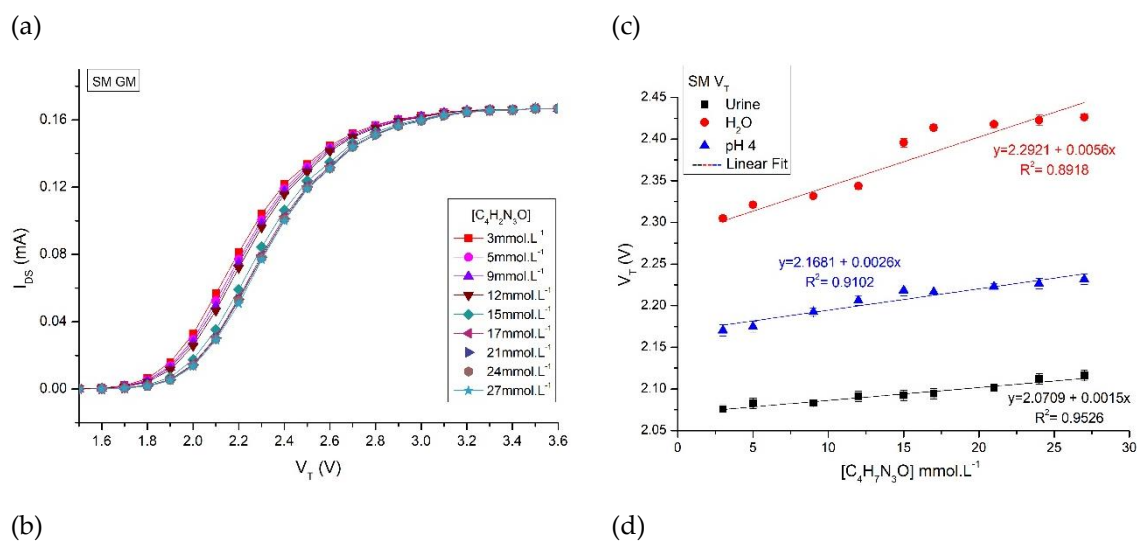 (a)
SM GM
0.16
0.12
0.08
0.04
0.00
I_DS (mA)
1.6 1.8 2.0 2.2 2.4 2.6 2.8 3.0 3.2 3.4 3.6
V_T (V)
[C₄H₂N₃O]
3mmol.L⁻¹
5mmol.L⁻¹
9mmol.L⁻¹
12mmol.L⁻¹
15mmol.L⁻¹
17mmol.L⁻¹
21mmol.L⁻¹
24mmol.L⁻¹
27mmol.L⁻¹
(c)
SM V_T
Urine
H₂O
pH 4
Linear Fit
2.45
2.40
2.35
2.30
2.25
2.20
2.15
2.10
2.05
V_T (V)
y=2.2921 + 0.0056x
R²= 0.8918
y=2.1681 + 0.0026x
R²= 0.9102
y=2.0709 + 0.0015x
R²= 0.9526
0 5 10 15 20 25 30
[C₄H₇N₃O] mmol.L⁻¹
(b)
(d)